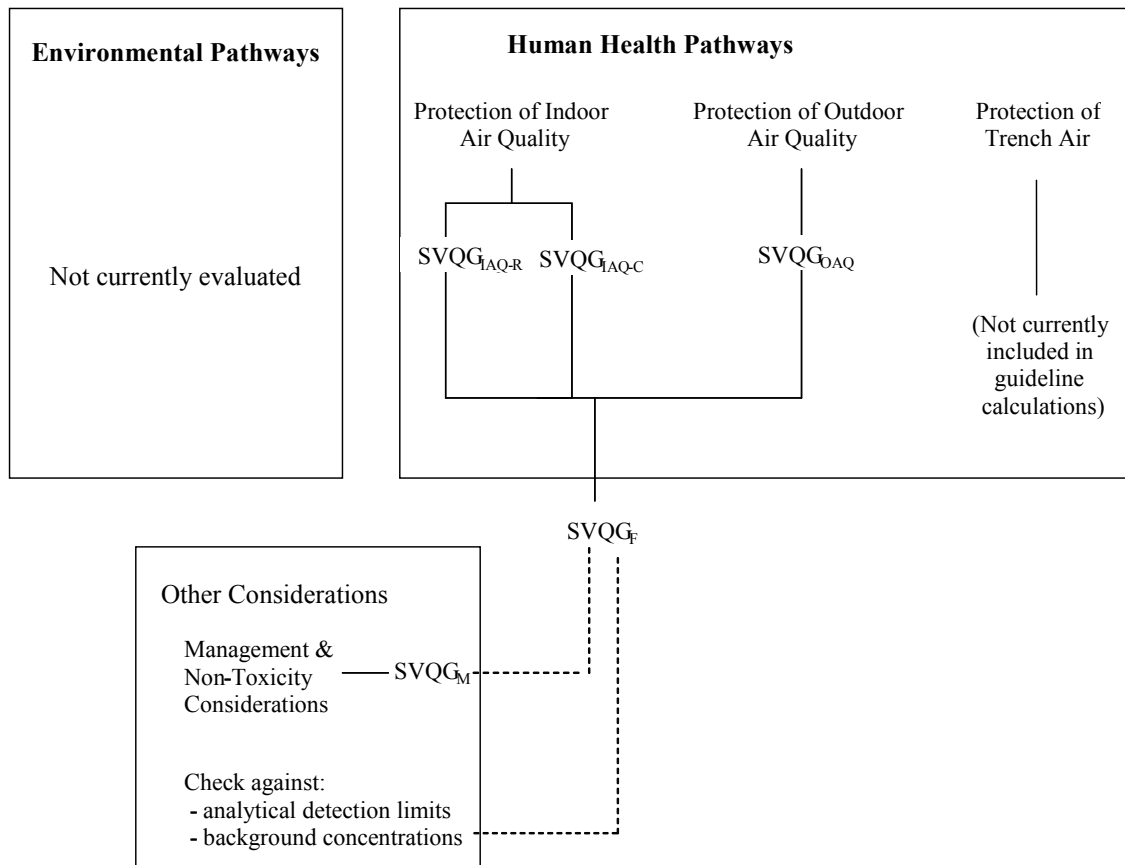 Environmental Pathways
Not currently evaluated
Human Health Pathways
Protection of Indoor
Air Quality
Protection of Outdoor
Air Quality
Protection of
Trench Air
SVQG_IAQ-R
SVQG_IAQ-C
SVQG_OAQ
(Not currently
included in
guideline
calculations)
SVQG_F
Other Considerations
Management &
Non-Toxicity
Considerations
SVQG_M
Check against:
- analytical detection limits
- background concentrations